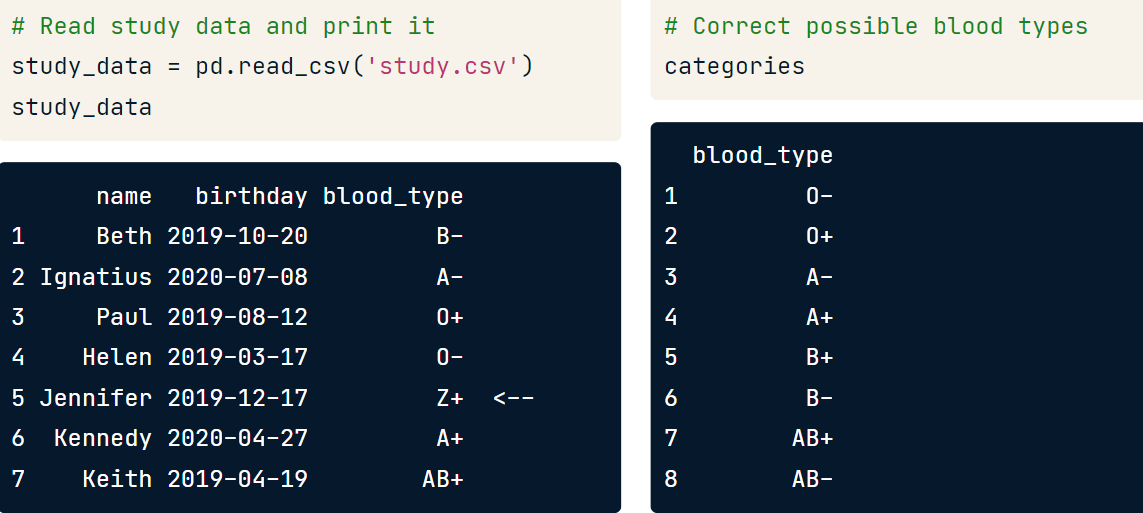 # Read study data and print it
study_data = pd.read_csv('study.csv')
study_data
name birthday blood_type
1 Beth 2019-10-20 B-
2 Ignatius 2020-07-08 A-
3 Paul 2019-08-12 O+
4 Helen 2019-03-17 O-
5 Jennifer 2019-12-17 Z+ <--
6 Kennedy 2020-04-27 A+
7 Keith 2019-04-19 AB+
# Correct possible blood types
categories
blood_type
1 O-
2 O+
3 A-
4 A+
5 B+
6 B-
7 AB+
8 AB-